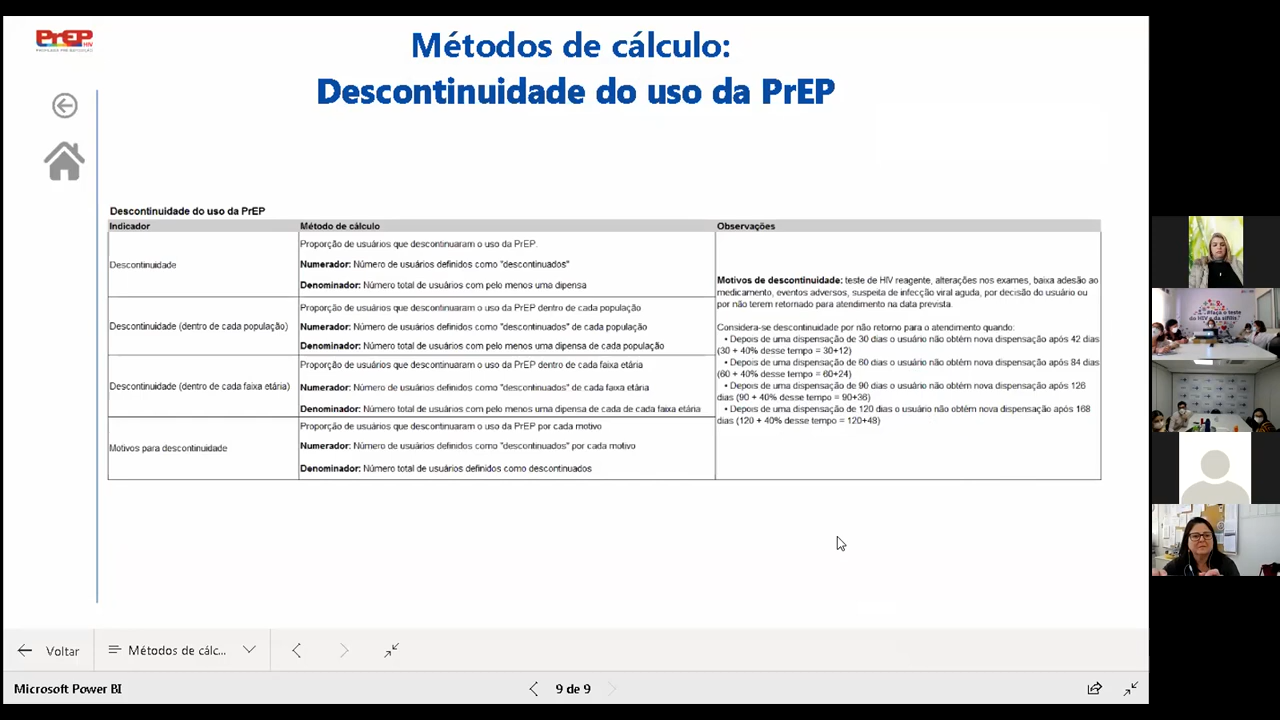 PrEP
HIV
PROFILAXIA PRÉ-EXPOSIÇÃO
Métodos de cálculo:
Descontinuidade do uso da PrEP
Descontinuidade do uso da PrEP
Indicador
Método de cálculo
Observações
Descontinuidade
Proporção de usuários que descontinuaram o uso da PrEP.
Numerador: Número de usuários definidos como "descontinuados"
Denominador: Número total de usuários com pelo menos uma dipensa
Descontinuidade (dentro de cada população)
Proporção de usuários que descontinuaram o uso da PrEP dentro de cada população
Numerador: Número de usuários definidos como "descontinuados" de cada população
Denominador: Número total de usuários com pelo menos uma dipensa de cada população
Descontinuidade (dentro de cada faixa etária)
Proporção de usuários que descontinuaram o uso da PrEP dentro de cada faixa etária
Numerador: Número de usuários definidos como "descontinuados" de cada faixa etária
Denominador: Número total de usuários com pelo menos uma dipensa de cada de cada faixa etária
Motivos para descontinuidade
Proporção de usuários que descontinuaram o uso da PrEP por cada motivo
Numerador: Número de usuários definidos como "descontinuados" por cada motivo
Denominador: Número total de usuários definidos como descontinuados
Motivos de descontinuidade: teste de HIV reagente, alterações nos exames, baixa adesão ao
medicamento, eventos adversos, suspeita de infecção viral aguda, por decisão do usuário ou
por não terem retornado para atendimento na data prevista.
Considera-se descontinuidade por não retorno para o atendimento quando:
• Depois de uma dispensação de 30 dias o usuário não obtém nova dispensação após 42 dias
(30 + 40% desse tempo = 30+12)
• Depois de uma dispensação de 60 dias o usuário não obtém nova dispensação após 84 dias
(60 + 40% desse tempo = 60+24)
• Depois de uma dispensação de 90 dias o usuário não obtém nova dispensação após 126
dias (90 + 40% desse tempo = 90+36)
• Depois de uma dispensação de 120 dias o usuário não obtém nova dispensação após 168
dias (120 + 40% desse tempo = 120+48)
Voltar
Métodos de cálc...
Microsoft Power BI
9 de 9
o teste
do HIV e da sífilis